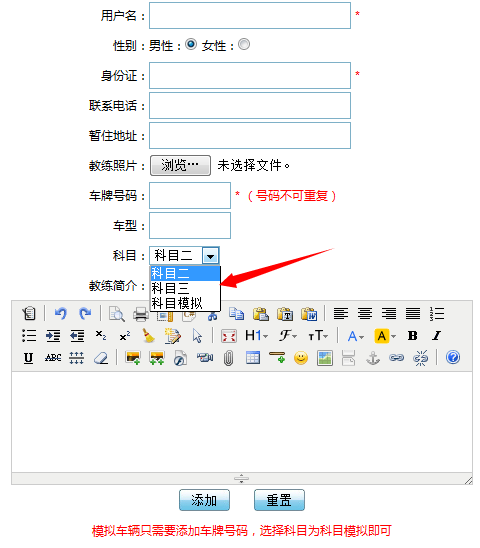 用户名： *
性别：男性： 女性：
身份证： *
联系电话：
暂住地址：
教练照片： 浏览… 未选择文件。
车牌号码： *（号码不可重复）
车型：
科目： 科目二
科目二
科目三
科目模拟
教练简介：
H1 F TT A A B I
U ABC
添加 重置
模拟车辆只需要添加车牌号码，选择科目为科目模拟即可